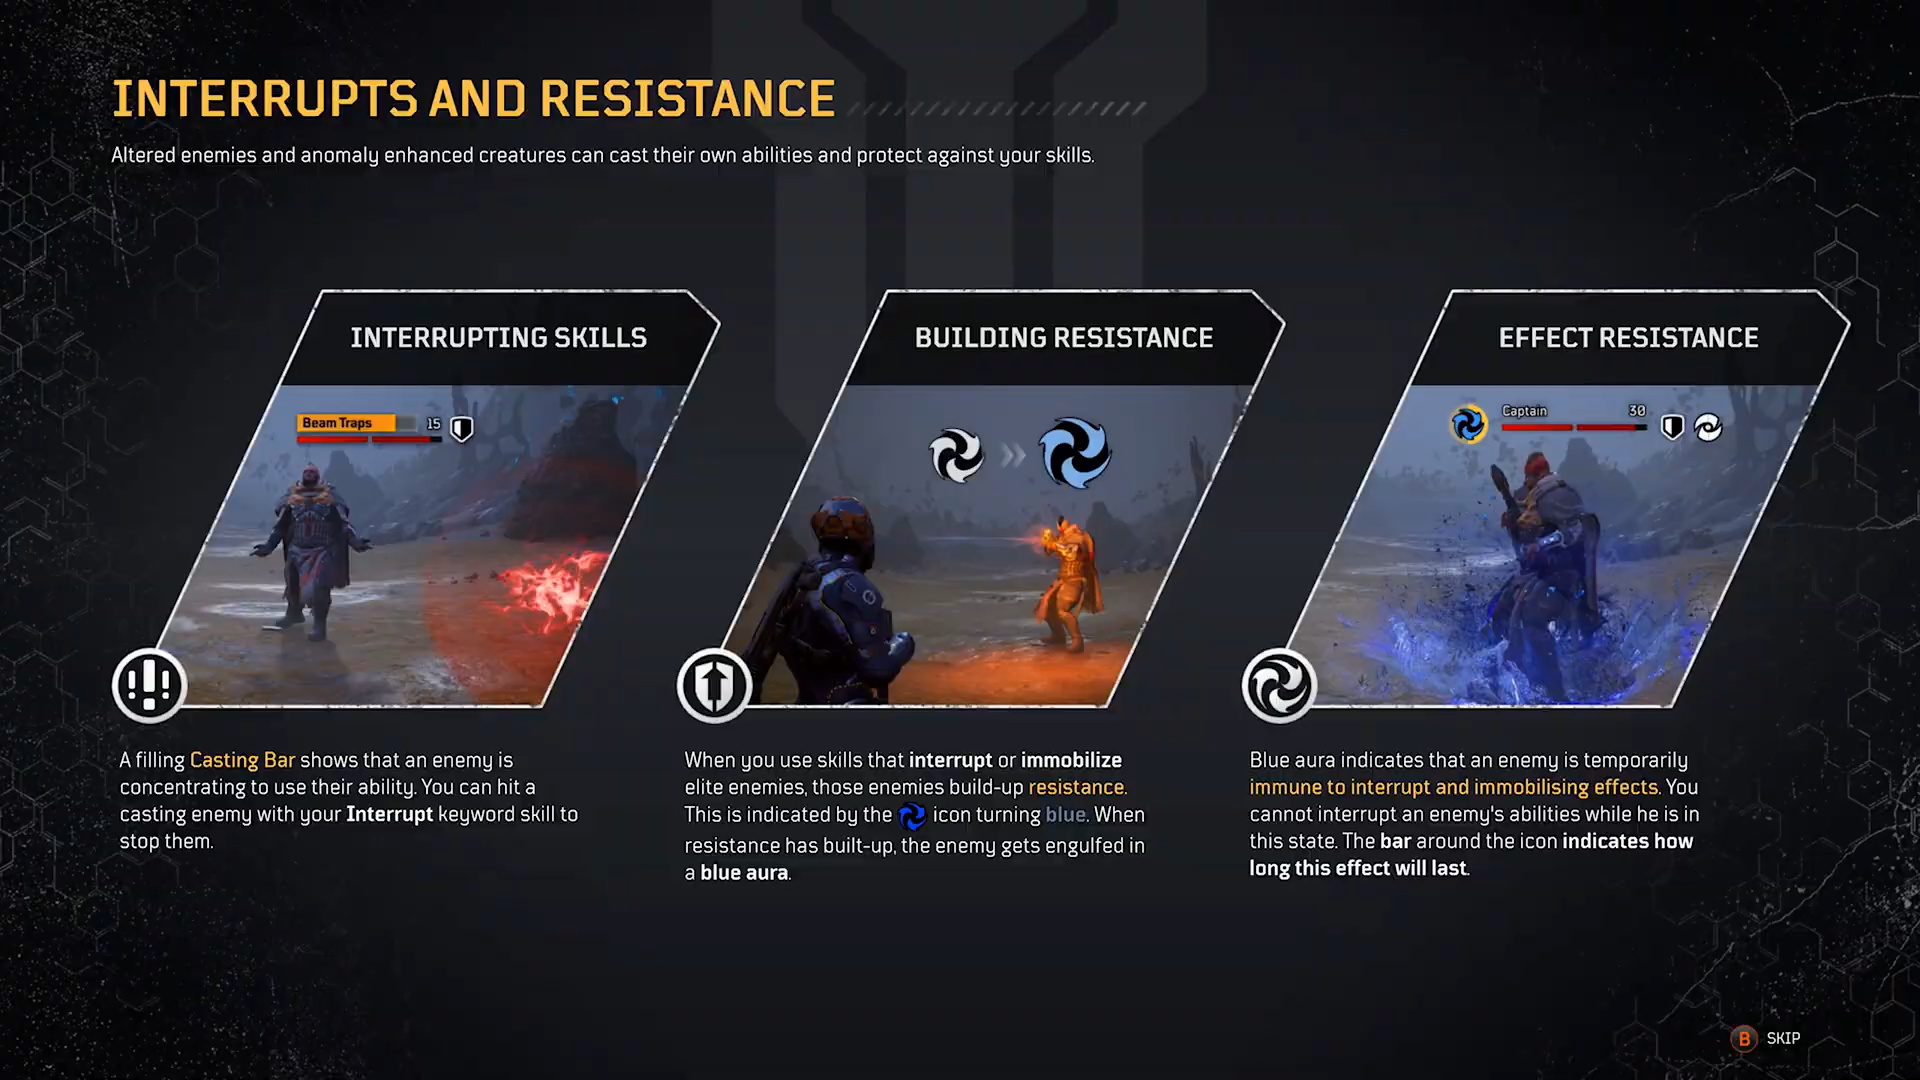 INTERRUPTS AND RESISTANCE
Altered enemies and anomaly enhanced creatures can cast their own abilities and protect against your skills.
INTERRUPTING SKILLS
Beam Traps 15
A filling Casting Bar shows that an enemy is
concentrating to use their ability. You can hit a
casting enemy with your Interrupt keyword skill to
stop them.
BUILDING RESISTANCE
When you use skills that interrupt or immobilize
elite enemies, those enemies build-up resistance.
This is indicated by the icon turning blue. When
resistance has built-up, the enemy gets engulfed in
a blue aura.
EFFECT RESISTANCE
Captain 30
Blue aura indicates that an enemy is temporarily
immune to interrupt and immobilising effects. You
cannot interrupt an enemy's abilities while he is in
this state. The bar around the icon indicates how
long this effect will last.
B SKIP